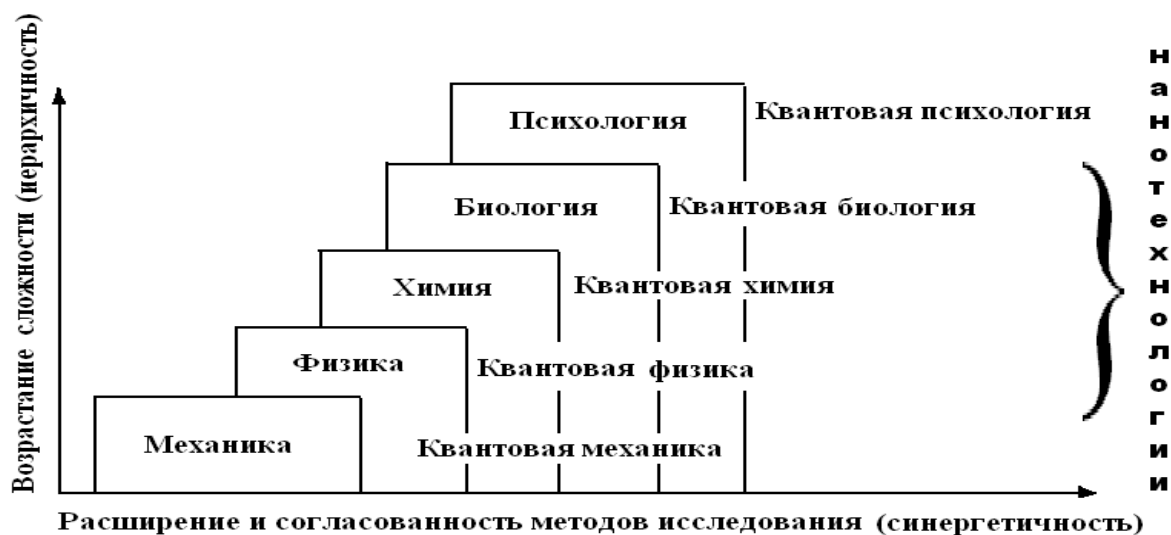 Возрастание сложности (иерархичность)
Психология
Квантовая психология
Биология
Квантовая биология
Химия
Квантовая химия
Физика
Квантовая физика
Механика
Квантовая механика
нанотехнологии
Расширение и согласованность методов исследования (синергетичность)